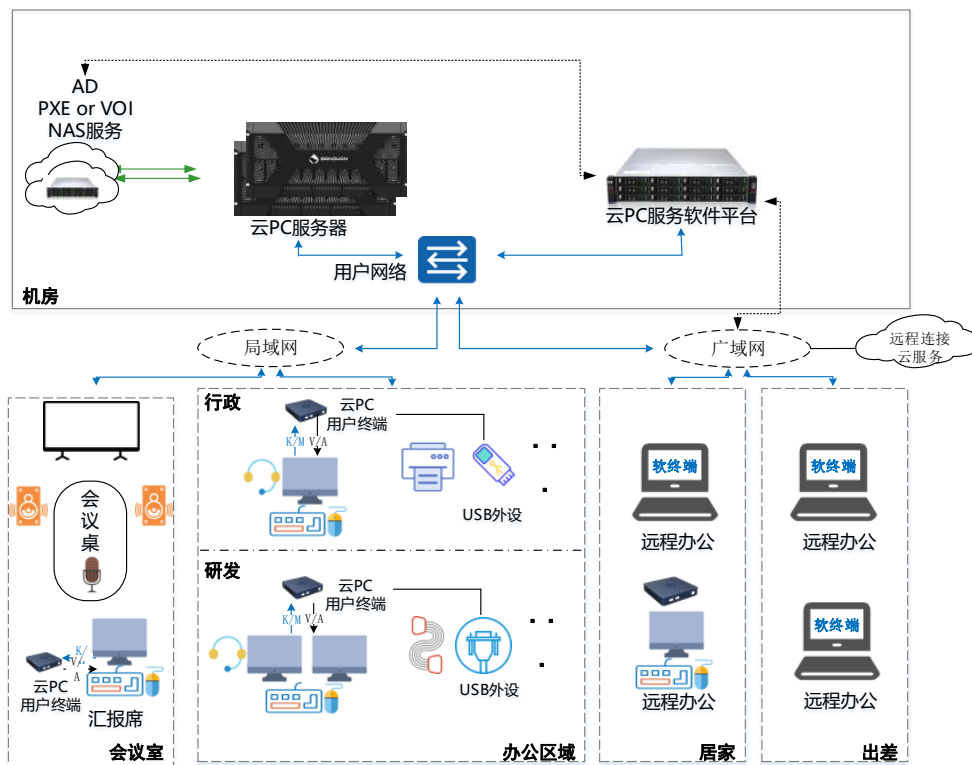 AD
PXE or VOI
NAS服务
云PC服务器
云PC服务软件平台
用户网络
机房
局域网
广域网
远程连接
云服务
行政
云PC
用户终端
K/M
V/A
USB外设
研发
云PC
用户终端
K/M
V/A
USB外设
办公区域
会议桌
K/
V/
A
云PC
用户终端
汇报席
会议室
软终端
远程办公
远程办公
居家
软终端
远程办公
软终端
远程办公
出差